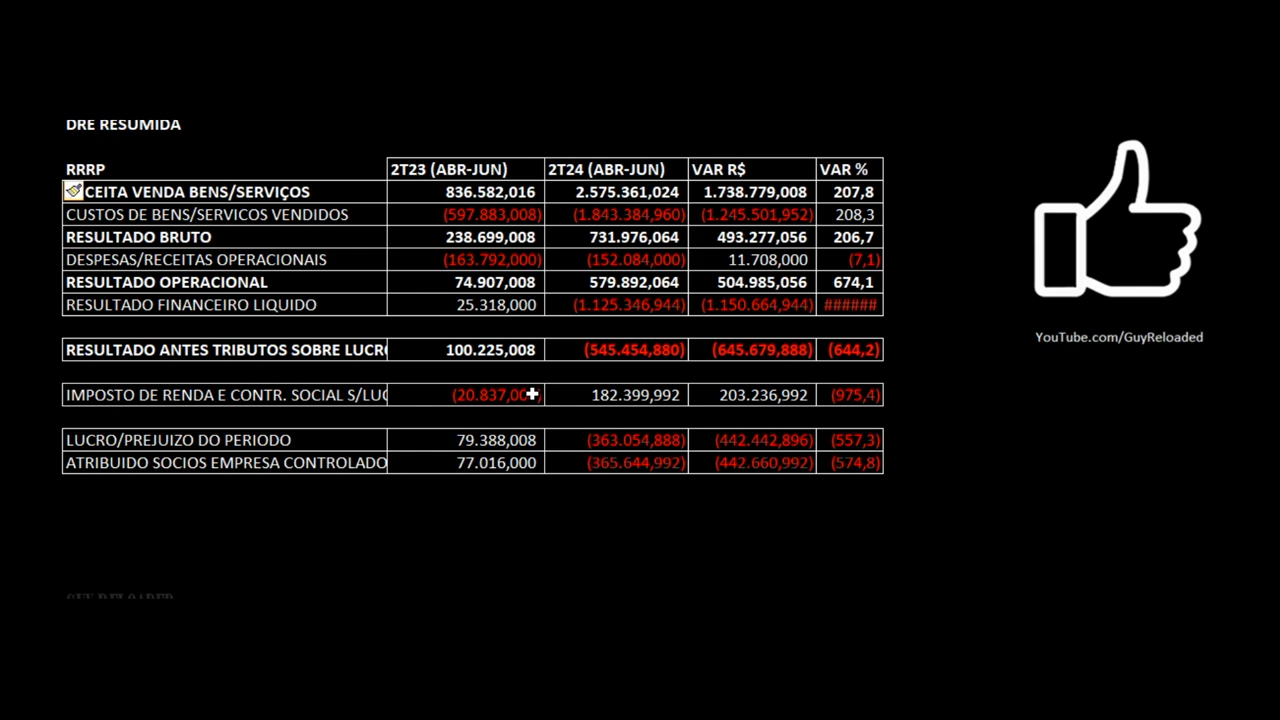 DRE RESUMIDA
RRRP 2T23 (ABR-JUN) 2T24 (ABR-JUN) VAR R$ VAR %
CEITA VENDA BENS/SERVIÇOS 836.582,016 2.575.361,024 1.738.779,008 207,8
CUSTOS DE BENS/SERVICOS VENDIDOS (597.883,008) (1.843.384,960) (1.245.501,952) 208,3
RESULTADO BRUTO 238.699,008 731.976,064 493.277,056 206,7
DESPESAS/RECEITAS OPERACIONAIS (163.792,000) (152.084,000) 11.708,000 (7,1)
RESULTADO OPERACIONAL 74.907,008 579.892,064 504.985,056 674,1
RESULTADO FINANCEIRO LIQUIDO 25.318,000 (1.125.346,944) (1.150.664,944) ######
RESULTADO ANTES TRIBUTOS SOBRE LUCR 100.225,008 (545.454,880) (645.679,888) (644,2)
IMPOSTO DE RENDA E CONTR. SOCIAL S/LUC (20.837,00 182.399,992 203.236,992 (975,4)
LUCRO/PREJUIZO DO PERIODO 79.388,008 (363.054,888) (442.442,896) (557,3)
ATRIBUIDO SOCIOS EMPRESA CONTROLADO 77.016,000 (365.644,992) (442.660,992) (574,8)
YouTube.com/GuyReloaded